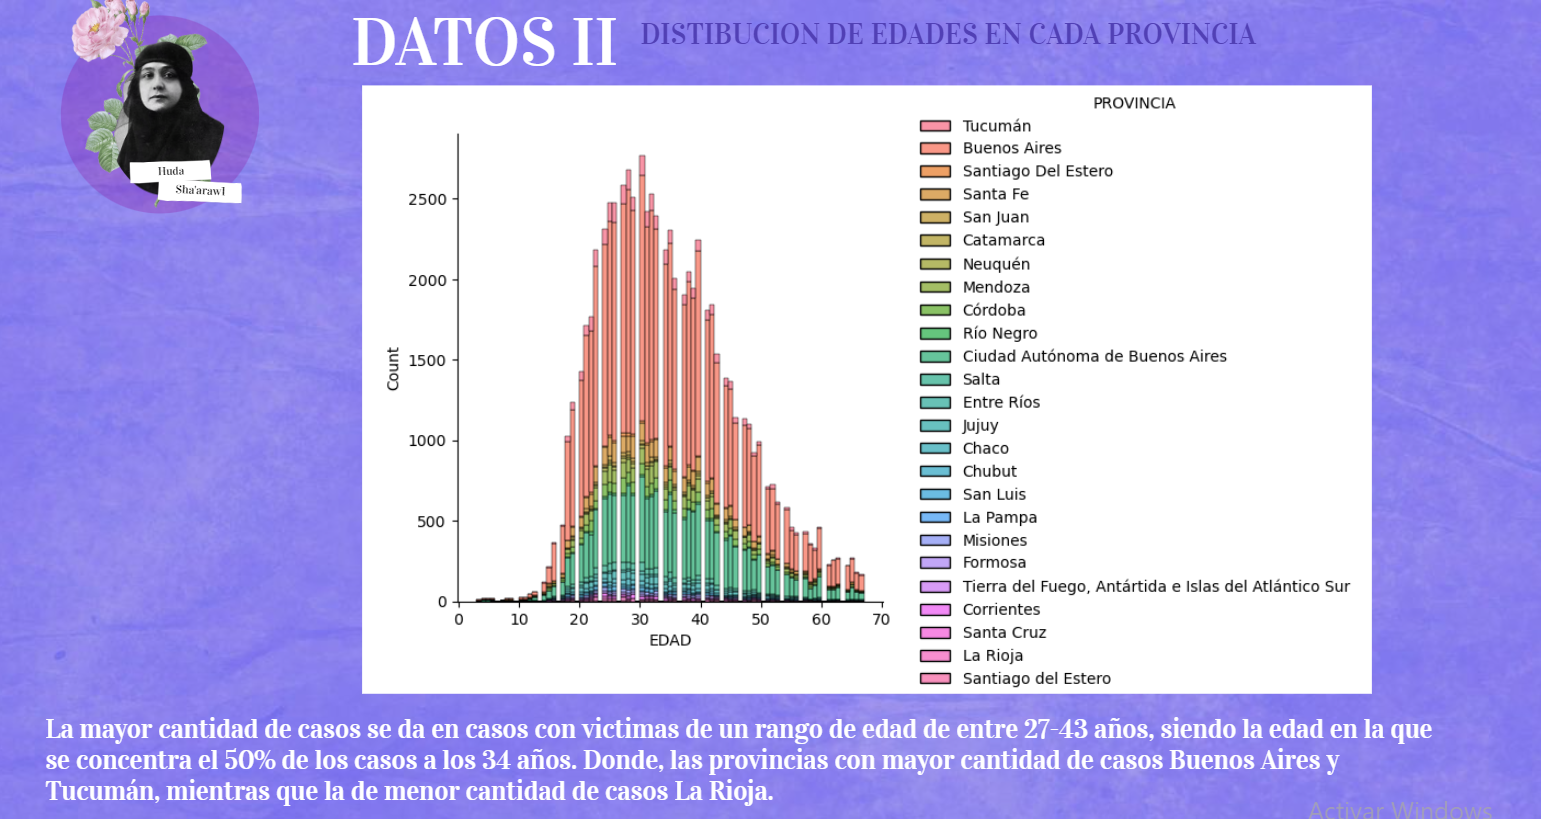 DATOS II
DISTIBUCION DE EDADES EN CADA PROVINCIA
Huda
Sha'arawI
PROVINCIA
Tucumán
Buenos Aires
Santiago Del Estero
Santa Fe
San Juan
Catamarca
Neuquén
Mendoza
Córdoba
Río Negro
Ciudad Autónoma de Buenos Aires
Salta
Entre Ríos
Jujuy
Chaco
Chubut
San Luis
La Pampa
Misiones
Formosa
Tierra del Fuego, Antártida e Islas del Atlántico Sur
Corrientes
Santa Cruz
La Rioja
Santiago del Estero
Count
2500
2000
1500
1000
500
0
0 10 20 30 40 50 60 70
EDAD
La mayor cantidad de casos se da en casos con victimas de un rango de edad de entre 27-43 años, siendo la edad en la que
se concentra el 50% de los casos a los 34 años. Donde, las provincias con mayor cantidad de casos Buenos Aires y
Tucumán, mientras que la de menor cantidad de casos La Rioja.
Activar Windows